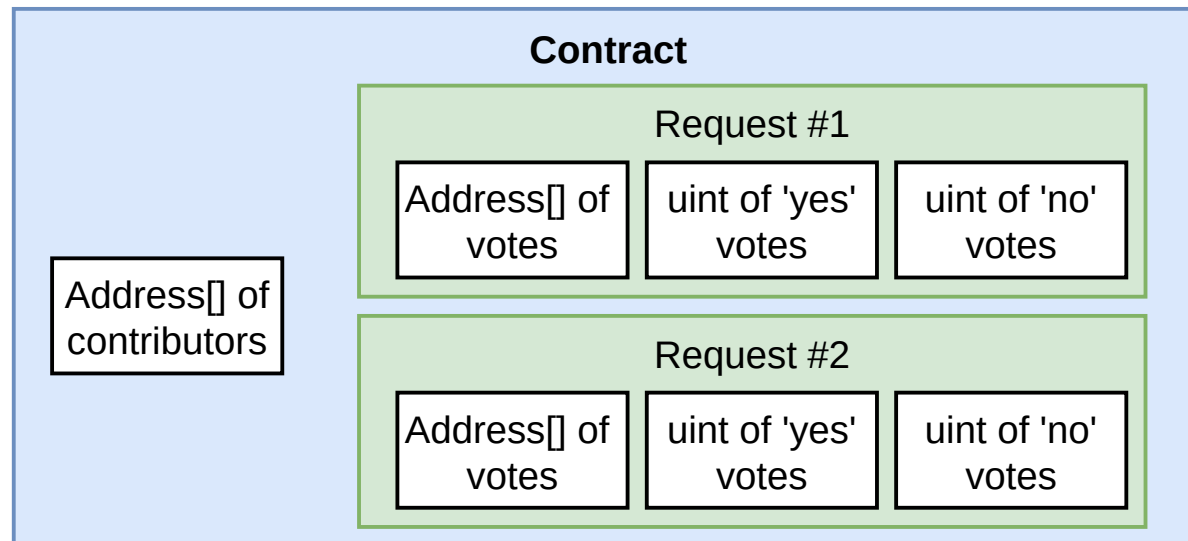 Contract
Request #1
Address[] of
votes
uint of 'yes'
votes
uint of 'no'
votes
Address[] of
contributors
Request #2
Address[] of
votes
uint of 'yes'
votes
uint of 'no'
votes